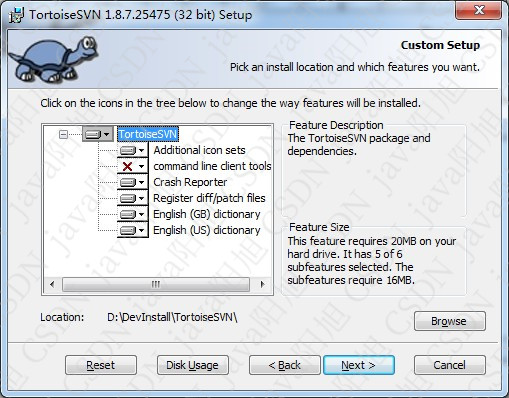 TortoiseSVN 1.8.7.25475 (32 bit) Setup
Custom Setup
Pick an install location and which features you want.
Click on the icons in the tree below to change the way features will be installed.
TortoiseSVN
Additional icon sets
command line client tools
Crash Reporter
Register diff/patch files
English (GB) dictionary
English (US) dictionary
Feature Description
The TortoiseSVN package and
dependencies.
Feature Size
This feature requires 20MB on your
hard drive. It has 5 of 6
subfeatures selected. The
subfeatures require 16MB.
Location: D:\DevInstall\TortoiseSVN\
Browse
Reset Disk Usage < Back Next > Cancel